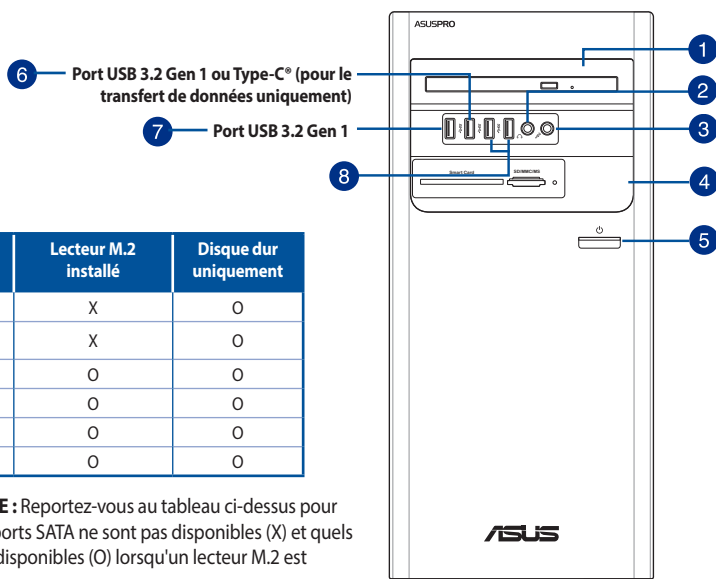 ASUSPRO
1
6 Port USB 3.2 Gen 1 ou Type-C® (pour le
transfert de données uniquement)
2
7 Port USB 3.2 Gen 1
3
8
Smart Card
SD/MMC/MS
4
5
Lecteur M.2
installé
Disque dur
uniquement
X O
X O
O O
O O
O O
O O
E : Reportez-vous au tableau ci-dessus pour
ports SATA ne sont pas disponibles (X) et quels
disponibles (O) lorsqu'un lecteur M.2 est
ASUS